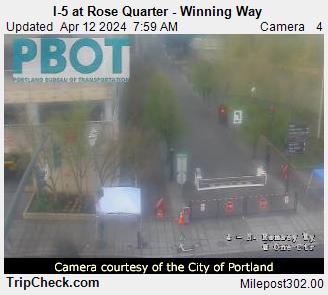 I-5 at Rose Quarter - Winning Way
Updated Apr 12 2024 7:59 AM Camera 4
PBOT
PORTLAND BUREAU OF TRANSPORTATION
Camera courtesy of the City of Portland
TripCheck.com Milepost302.00